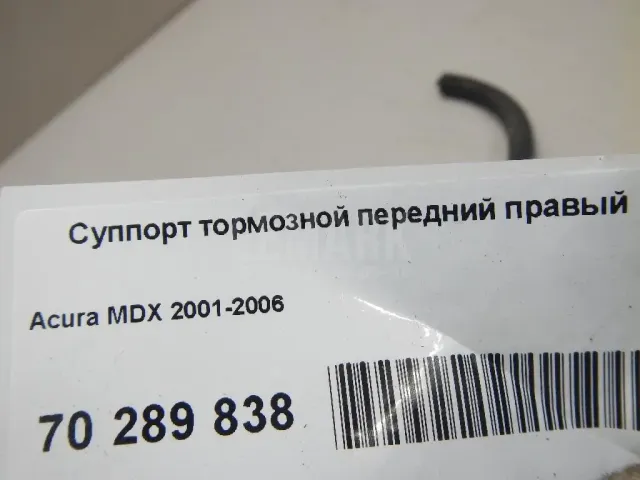 Суппорт тормозной передний правый
Acura MDX 2001-2006
70 289 838